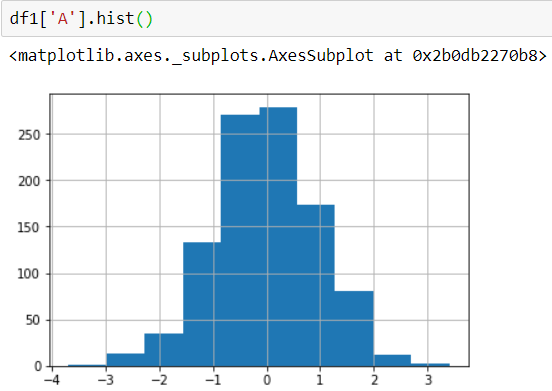 df1['A'].hist()
<matplotlib.axes._subplots.AxesSubplot at 0x2b0db2270b8>
250
200
150
100
50
0
−4 −3 −2 −1 0 1 2 3